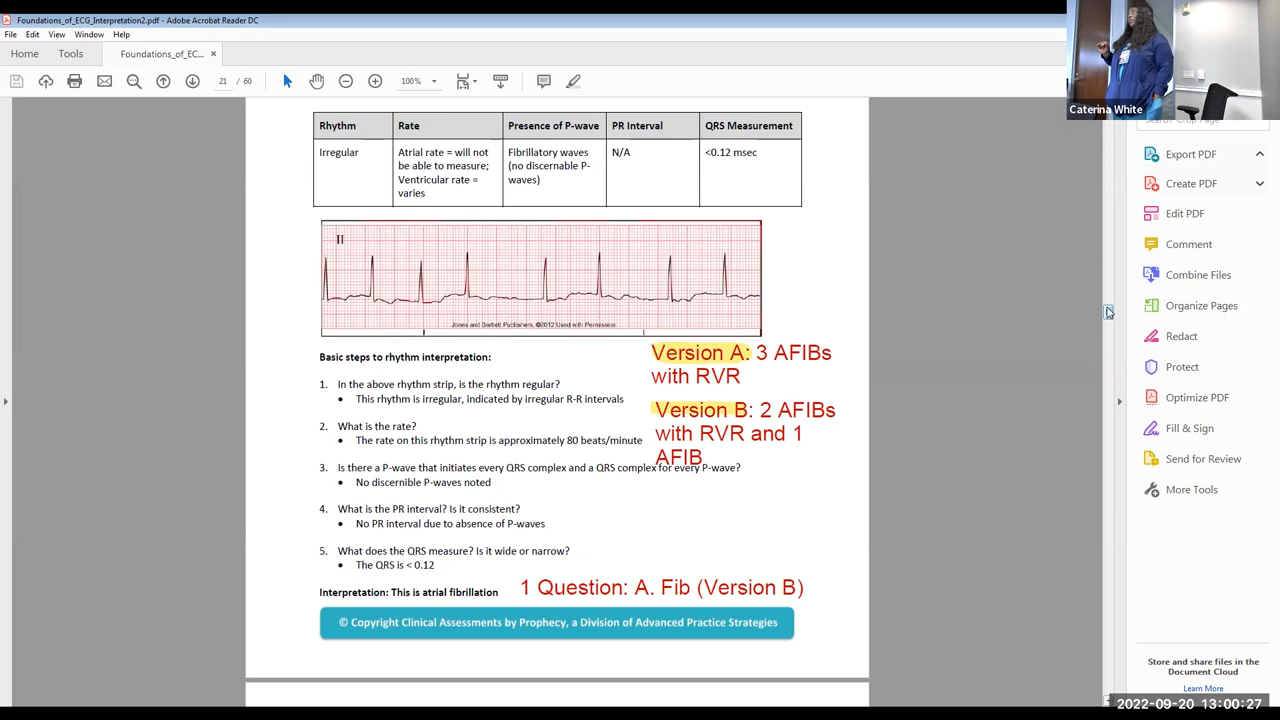 Foundations_of_ECG_Interpretation2.pdf - Adobe Acrobat Reader DC
File Edit View Window Help
Home Tools Foundations_of_EC... ×
21 / 60 100%
Caterina White
Rhythm Rate Presence of P-wave PR Interval QRS Measurement
Irregular Atrial rate = will not Fibrillatory waves N/A <0.12 msec
be able to measure; (no discernable P-
Ventricular rate = waves)
varies
II
Jones and Bartlett Publishers, ©2012 Used with Permission
Basic steps to rhythm interpretation:
1. In the above rhythm strip, is the rhythm regular?
• This rhythm is irregular, indicated by irregular R-R intervals
2. What is the rate?
• The rate on this rhythm strip is approximately 80 beats/minute
3. Is there a P-wave that initiates every QRS complex and a QRS complex for every P-wave?
• No discernible P-waves noted
4. What is the PR interval? Is it consistent?
• No PR interval due to absence of P-waves
5. What does the QRS measure? Is it wide or narrow?
• The QRS is < 0.12
Interpretation: This is atrial fibrillation
Version A: 3 AFIBs
with RVR
Version B: 2 AFIBs
with RVR and 1
AFIB
1 Question: A. Fib (Version B)
© Copyright Clinical Assessments by Prophecy, a Division of Advanced Practice Strategies
Search 'Crop Page'
Export PDF
Create PDF
Edit PDF
Comment
Combine Files
Organize Pages
Redact
Protect
Optimize PDF
Fill & Sign
Send for Review
More Tools
Store and share files in the
Document Cloud
Learn More
2022-09-20 13:00:27